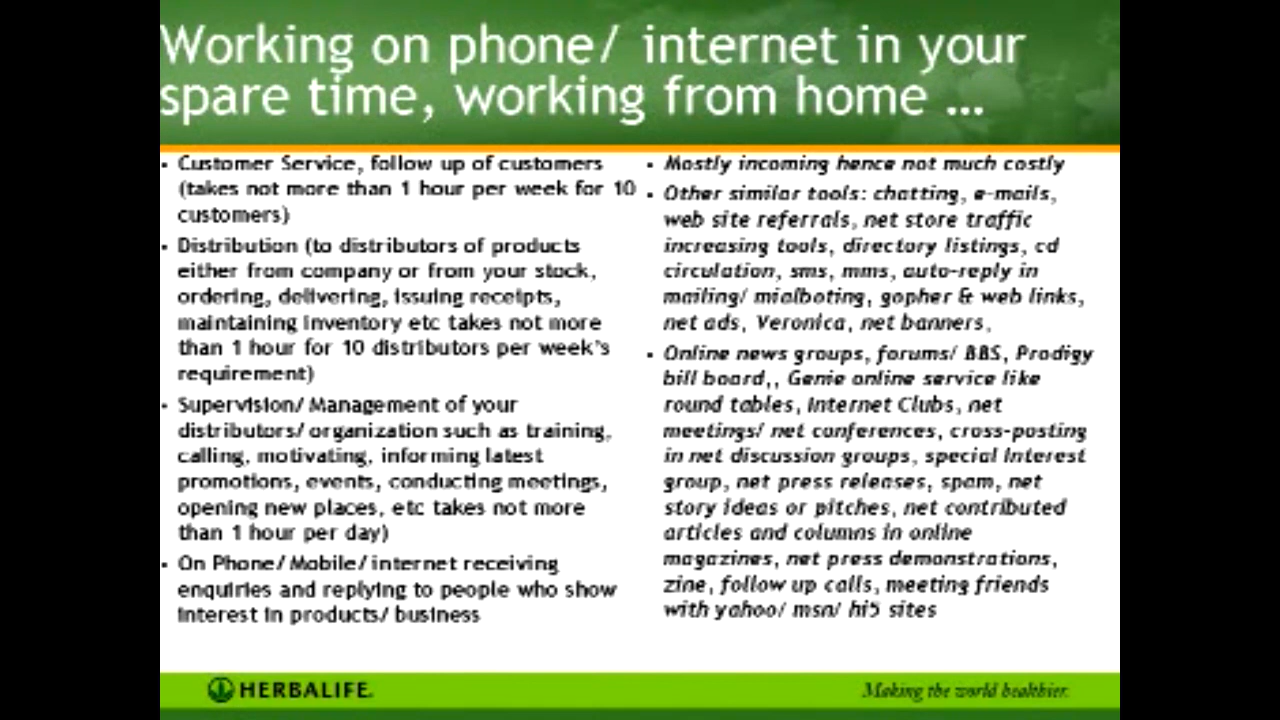 Working on phone/ internet in your
spare time, working from home ...
• Customer Service, follow up of customers
(takes not more than 1 hour per week for 10
customers)
• Distribution (to distributors of products
either from company or from your stock,
ordering, delivering, issuing receipts,
maintaining inventory etc takes not more
than 1 hour for 10 distributors per week's
requirement)
• Supervision/ Management of your
distributors/ organization such as training,
calling, motivating, informing latest
promotions, events, conducting meetings,
opening new places, etc takes not more
than 1 hour per day)
• On Phone/ Mobile/ internet receiving
enquiries and replying to people who show
interest in products/ business
• Mostly incoming hence not much costly
• Other similar tools: chatting, e-mails,
web site referrals, net store traffic
increasing tools, directory listings, cd
circulation, sms, mms, auto-reply in
mailing/ mialboting, gopher & web links,
net ads, Veronica, net banners,
• Online news groups, forums/ BBS, Prodigy
bill board,, Genie online service like
round tables, Internet Clubs, net
meetings/ net conferences, cross-posting
in net discussion groups, special interest
group, net press releases, spam, net
story ideas or pitches, net contributed
articles and columns in online
magazines, net press demonstrations,
zine, follow up calls, meeting friends
with yahoo/ msn/ hi5 sites
HERBALIFE.
Making the world healthier.